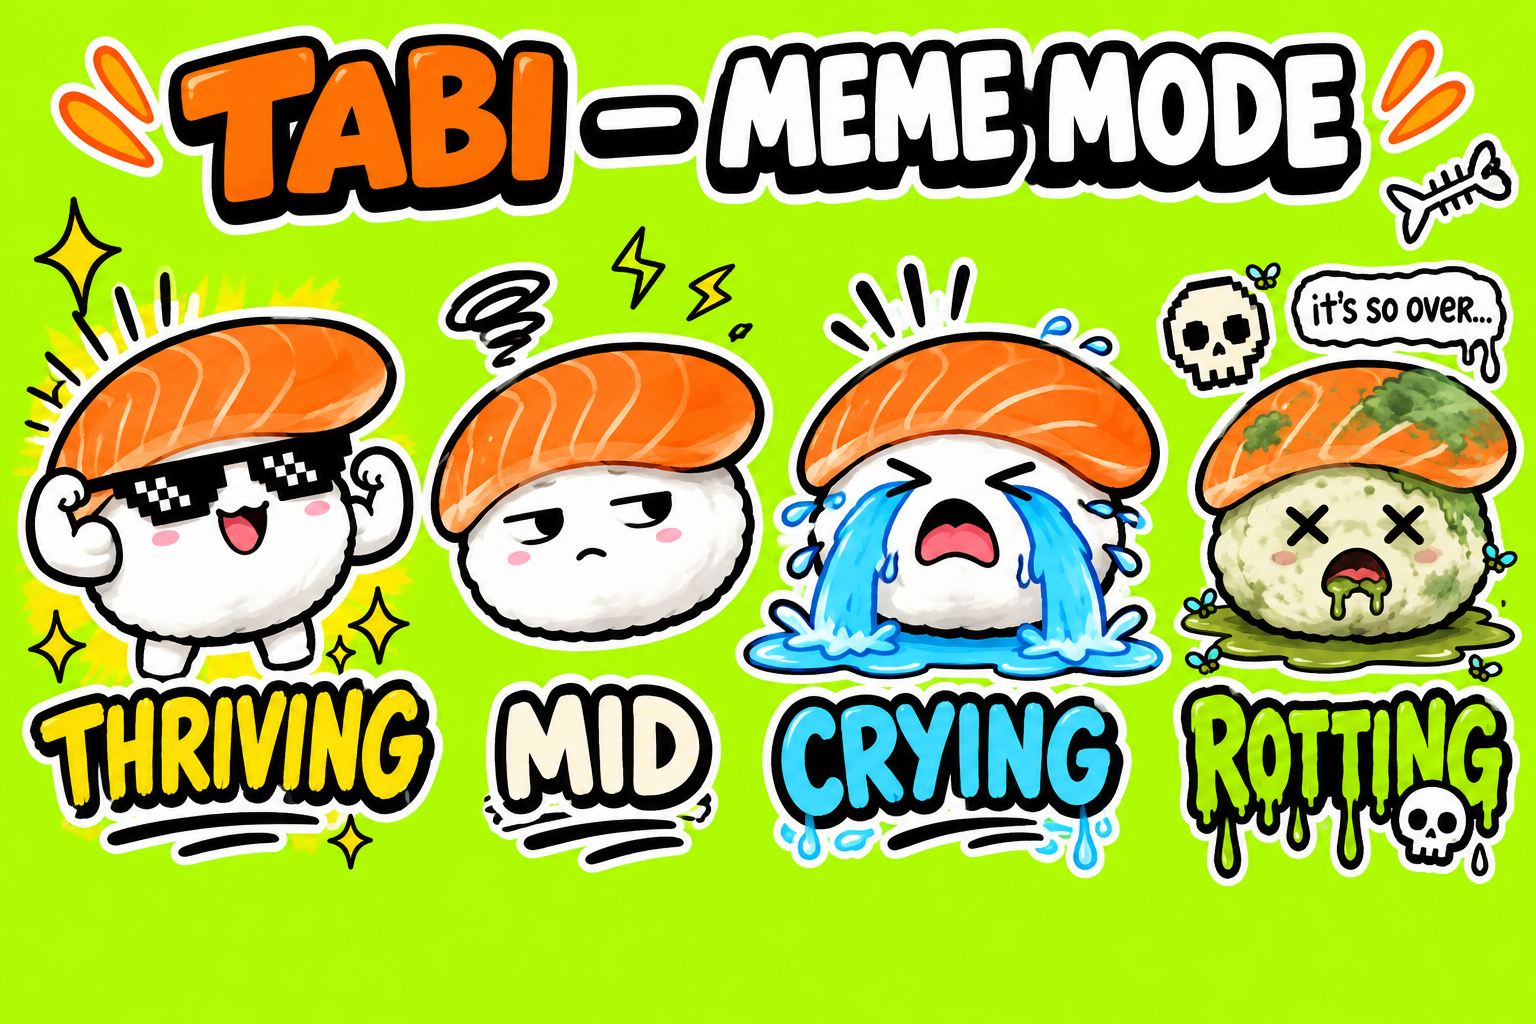 TABI - MEME MODE
it's so over...
THRIVING
MID
CRYING
ROTTING